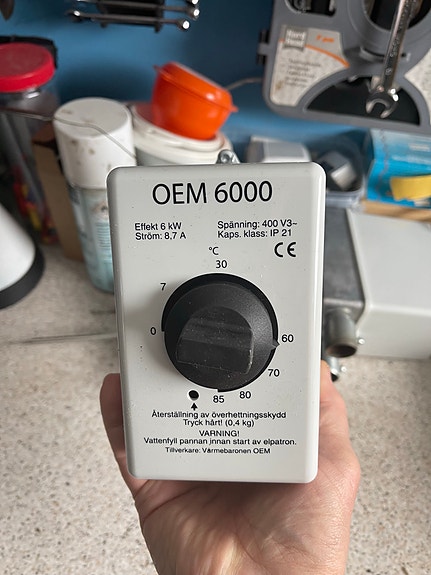 OEM 6000
Effekt 6 kW
Ström: 8,7 A
Spänning: 400 V3~
Kaps. klass: IP 21
CE
°C
30
7
0
60
70
80
85
Återställning av överhettningsskydd
Tryck hårt! (0,4 kg)
VARNING!
Vattenfyll pannan innan start av elpatron.
Tillverkare: Värmebaronen OEM